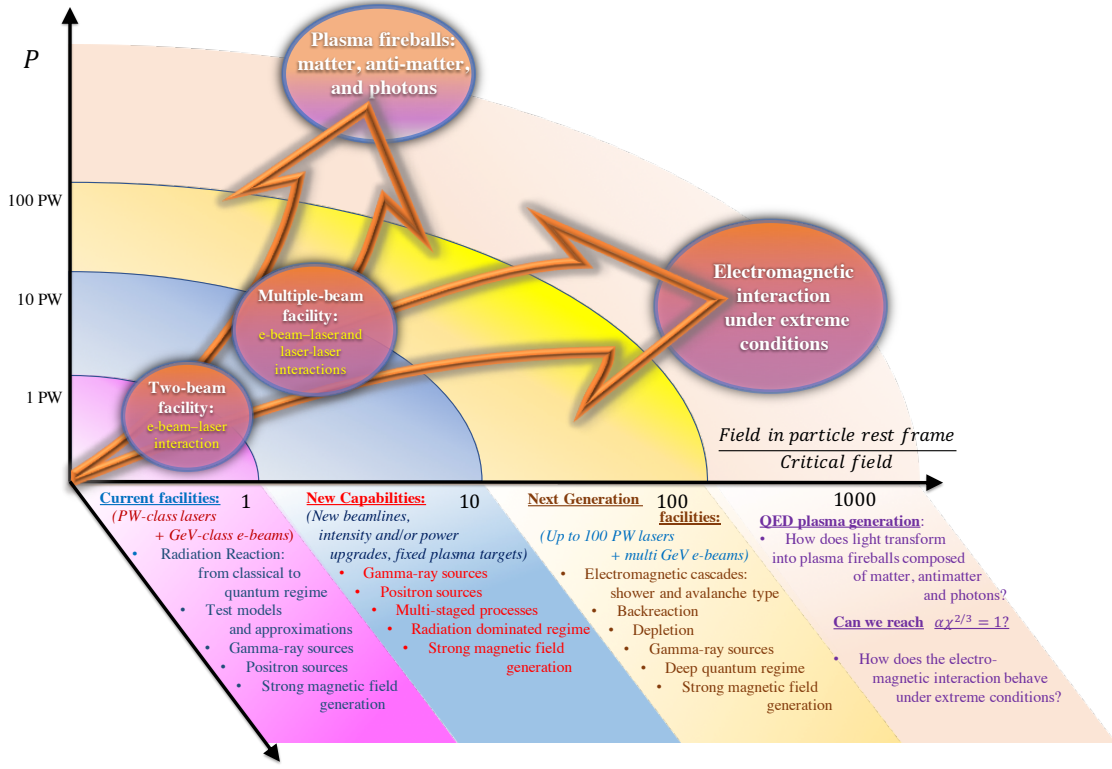 P
Plasma fireballs:
matter, anti-matter,
and photons
100 PW
10 PW
1 PW
Multiple-beam
facility:
e-beam–laser and
laser-laser
interactions
Two-beam
facility:
e-beam–laser
interaction
Electromagnetic
interaction
under extreme
conditions
Field in particle rest frame
Critical field
1
10
100
1000
Current facilities:
(PW-class lasers
+ GeV-class e-beams)
• Radiation Reaction:
from classical to
quantum regime
• Test models
and approximations
• Gamma-ray sources
• Positron sources
• Strong magnetic field
generation
New Capabilities:
(New beamlines,
intensity and/or power
upgrades, fixed plasma targets)
• Gamma-ray sources
• Positron sources
• Multi-staged processes
• Radiation dominated regime
• Strong magnetic field
generation
Next Generation
facilities:
(Up to 100 PW lasers
+ multi GeV e-beams)
• Electromagnetic cascades:
shower and avalanche type
• Backreaction
• Depletion
• Gamma-ray sources
• Deep quantum regime
• Strong magnetic field
generation
QED plasma generation:
• How does light transform
into plasma fireballs composed
of matter, antimatter
and photons?
Can we reach αχ^{2/3} = 1?
• How does the electro-
magnetic interaction behave
under extreme conditions?